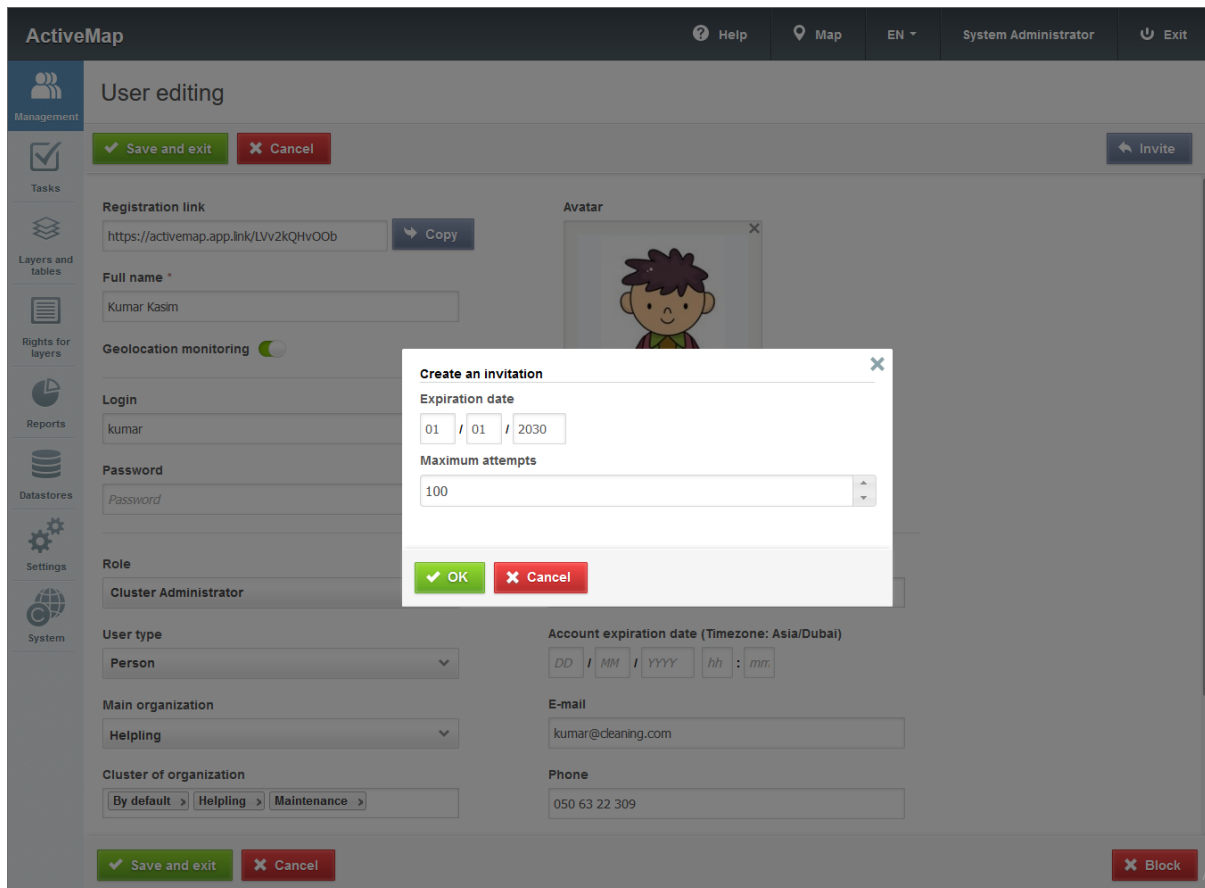 ActiveMap
Help
Map
EN
System Administrator
Exit
Management
User editing
Save and exit
Cancel
Invite
Tasks
Layers and
tables
Rights for
layers
Reports
Datastores
Settings
System
Registration link
https://activemap.app.link/LVv2kQHvOOb
Copy
Avatar
Full name *
Kumar Kasim
Geolocation monitoring
Login
kumar
Password
Password
Create an invitation
Expiration date
01 / 01 / 2030
Maximum attempts
100
OK
Cancel
Role
Cluster Administrator
User type
Person
Account expiration date (Timezone: Asia/Dubai)
DD / MM / YYYY hh : mm
Main organization
Helpling
E-mail
kumar@cleaning.com
Cluster of organization
By default
Helpling
Maintenance
Phone
050 63 22 309
Save and exit
Cancel
Block